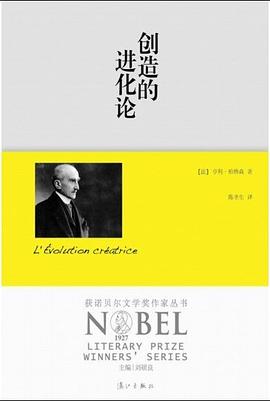 创造的
进化论
[法] 亨利·柏格森 著
陈圣生 译
L'Évolution créatrice
获诺贝尔文学奖作家丛书
NOBEL
1927
LITERARY PRIZE
WINNERS' SERIES
主编/刘硕良
漓江出版社